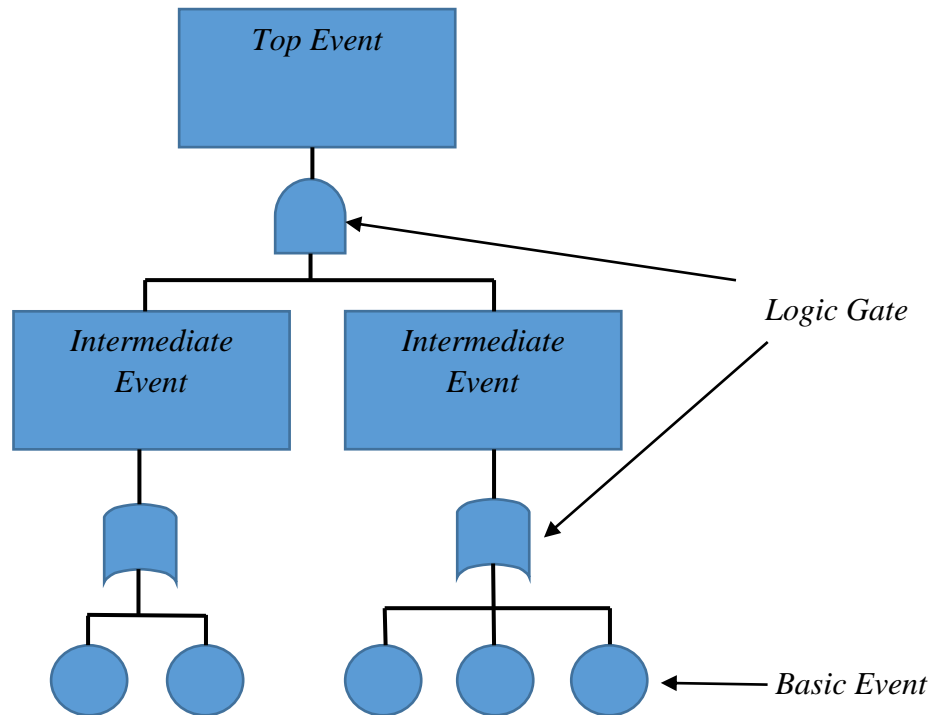 Top Event
Intermediate
Event
Intermediate
Event
Logic Gate
Basic Event